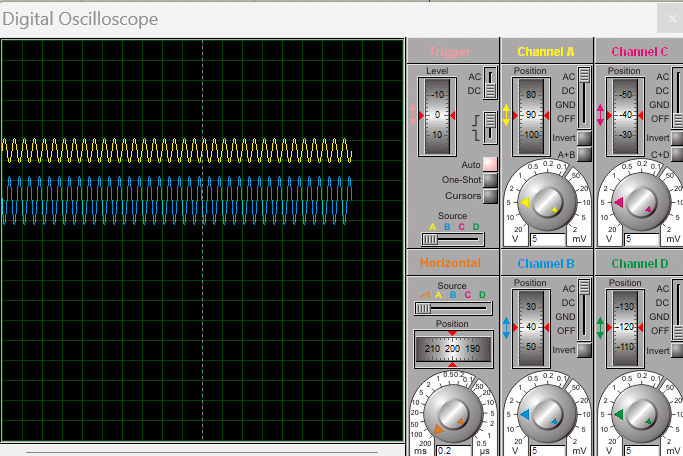 Digital Oscilloscope
Trigger
Level
AC
DC
-10
0
10
Auto
One-Shot
Cursors
Source
A B C D
Channel A
Position
AC
DC
GND
OFF
80
90
100
Invert
A+B
0.5 0.2
1 0.1
2 50
5 20
10 10
20 5
2
V 5 mV
Channel C
Position
AC
DC
GND
OFF
-50
-40
-30
Invert
C+D
0.5 0.2
1 0.1
2 50
5 20
10 10
20 5
2
V 5 mV
Horizontal
Source
A B C D
Position
210 200 190
0.5 0.2
1 0.1
2 50
5 20
10 10
20 5
50 2
100 1
200 0.5
ms 0.2 µs
Channel B
Position
AC
DC
GND
OFF
30
40
50
Invert
0.5 0.2
1 0.1
2 50
5 20
10 10
20 5
2
V 5 mV
Channel D
Position
AC
DC
GND
OFF
-130
-120
-110
Invert
0.5 0.2
1 0.1
2 50
5 20
10 10
20 5
2
V 5 mV